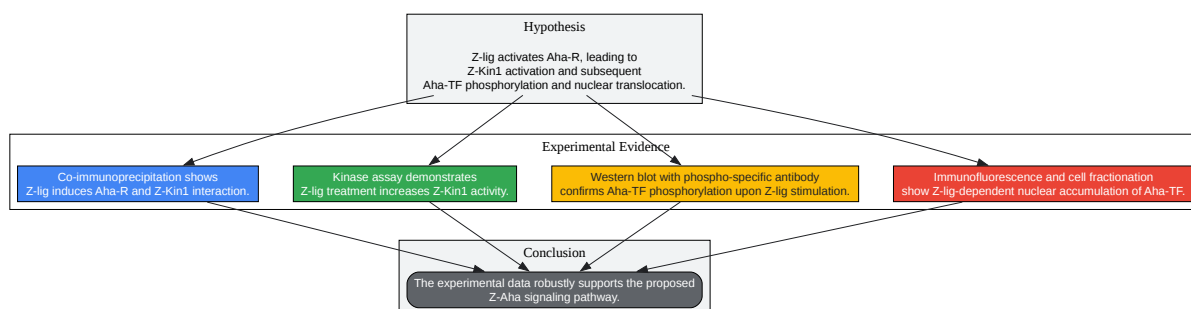 Hypothesis
Z-lig activates Aha-R, leading to
Z-Kin1 activation and subsequent
Aha-TF phosphorylation and nuclear translocation.
Experimental Evidence
Co-immunoprecipitation shows
Z-lig induces Aha-R and Z-Kin1 interaction.
Kinase assay demonstrates
Z-lig treatment increases Z-Kin1 activity.
Western blot with phospho-specific antibody
confirms Aha-TF phosphorylation upon Z-lig stimulation.
Immunofluorescence and cell fractionation
show Z-lig-dependent nuclear accumulation of Aha-TF.
Conclusion
The experimental data robustly supports the proposed
Z-Aha signaling pathway.